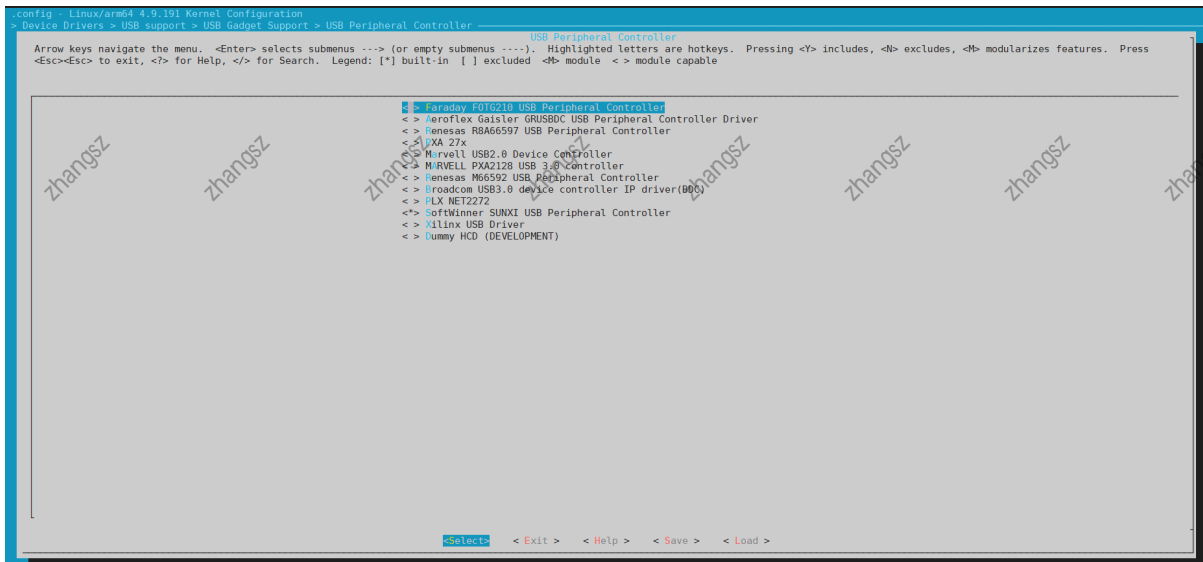 .config - Linux/arm64 4.9.191 Kernel Configuration
> Device Drivers > USB support > USB Gadget Support > USB Peripheral Controller
USB Peripheral Controller
Arrow keys navigate the menu. <Enter> selects submenus ---> (or empty submenus ----). Highlighted letters are hotkeys. Pressing <Y> includes, <N> excludes, <M> modularizes features. Press
<Esc><Esc> to exit, <?> for Help, </> for Search. Legend: [*] built-in [ ] excluded <M> module < > module capable
< > Faraday FOTG210 USB Peripheral Controller
< > Aeroflex Gaisler GRUSBDC USB Peripheral Controller Driver
< > Renesas R8A66597 USB Peripheral Controller
< > PXA 27x
< > Marvell USB2.0 Device Controller
< > MARVELL PXA2128 USB 3.0 controller
< > Renesas M66592 USB Peripheral Controller
< > Broadcom USB3.0 device controller IP driver(BDC)
< > PLX NET2272
<*> SoftWinner SUNXI USB Peripheral Controller
< > Xilinx USB Driver
< > Dummy HCD (DEVELOPMENT)
zhangsz zhangsz zhangsz zhangsz zhangsz zhangsz zhangsz zhangs
<Select> < Exit > < Help > < Save > < Load >